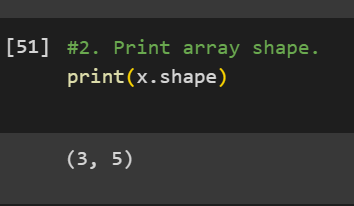 [51] #2. Print array shape.
print(x.shape)
(3, 5)